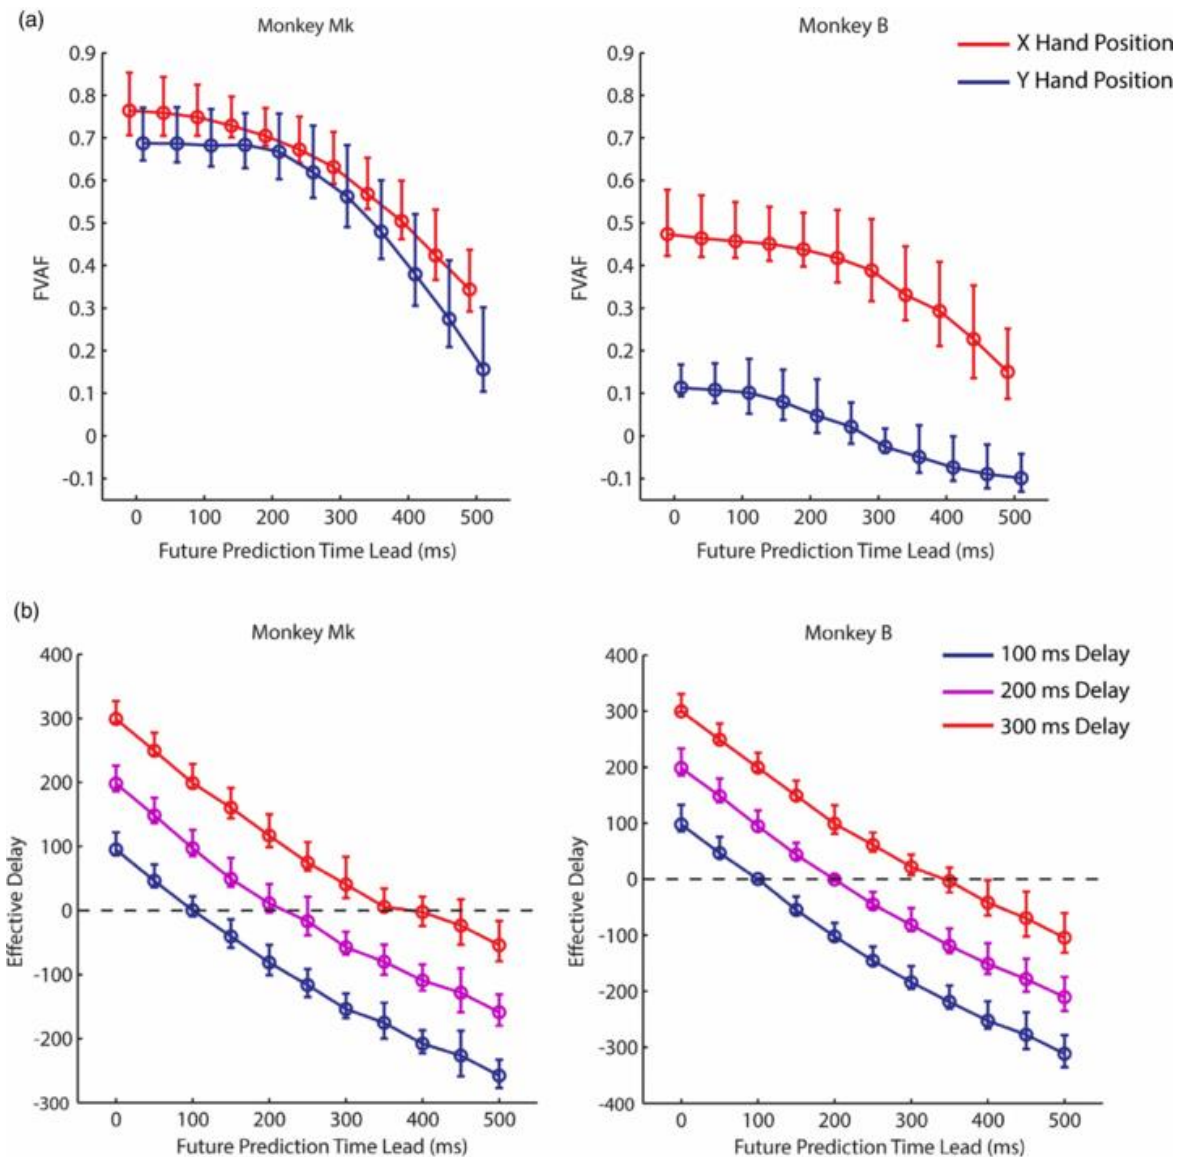 (a)
Monkey Mk
Monkey B
X Hand Position
Y Hand Position
0.9
0.8
0.7
0.6
0.5
0.4
0.3
0.2
0.1
0
-0.1
FVAF
0 100 200 300 400 500
Future Prediction Time Lead (ms)
0.9
0.8
0.7
0.6
0.5
0.4
0.3
0.2
0.1
0
-0.1
FVAF
0 100 200 300 400 500
Future Prediction Time Lead (ms)
(b)
Monkey Mk
Monkey B
100 ms Delay
200 ms Delay
300 ms Delay
400
300
200
100
0
-100
-200
-300
Effective Delay
0 100 200 300 400 500
Future Prediction Time Lead (ms)
400
300
200
100
0
-100
-200
-300
-400
Effective Delay
0 100 200 300 400 500
Future Prediction Time Lead (ms)